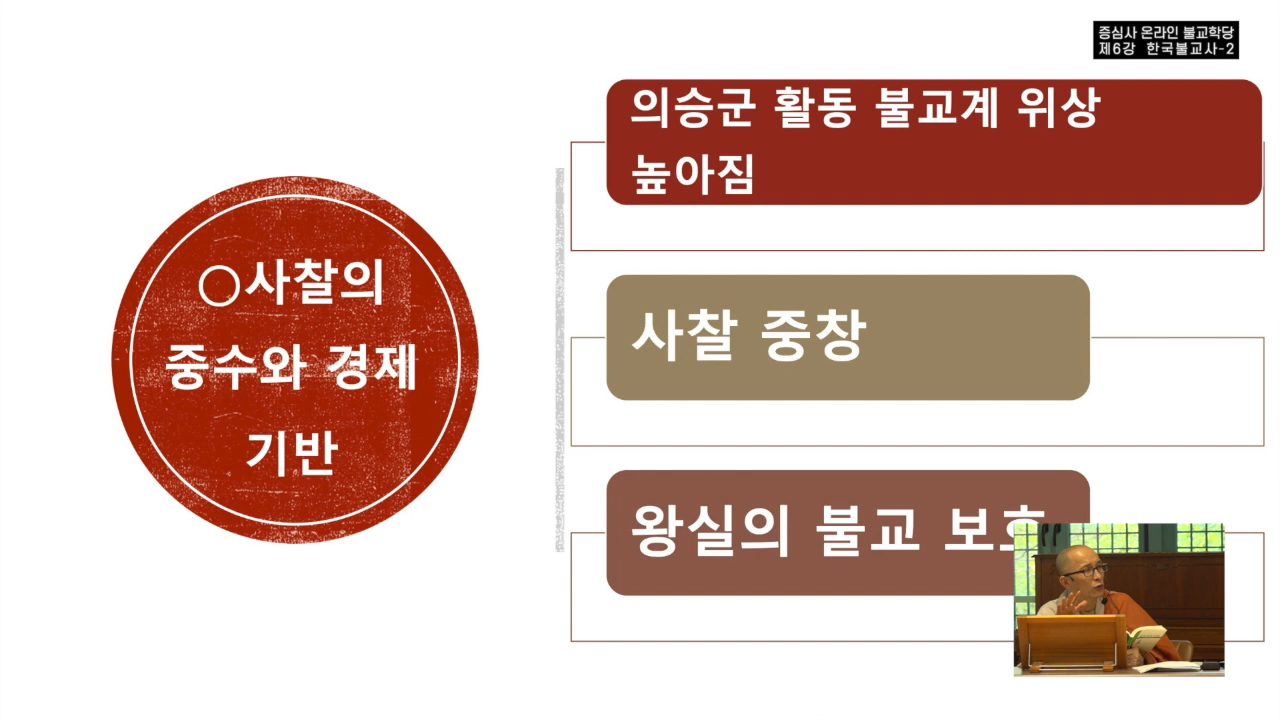 증심사 온라인 불교학당
제6강 한국불교사-2
의승군 활동 불교계 위상
높아짐
○사찰의
중수와 경제
기반
사찰 중창
왕실의 불교